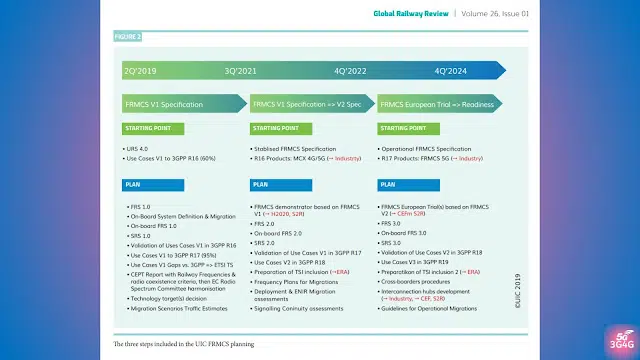 Global Railway Review | Volume 26, Issue 01
FIGURE 2
2Q'2019 3Q'2021 4Q'2022 4Q'2024
FRMCS V1 Specification
FRMCS V1 Specification => V2 Spec
FRMCS European Trial => Readiness
STARTING POINT
• URS 4.0
• Use Cases V1 to 3GPP R16 (60%)
STARTING POINT
• Stablised FRMCS Specification
• R16 Products: MCX 4G/5G (→ Industrty)
STARTING POINT
• Operational FRMCS Specification
• R17 Products: FRMCS 5G (→ Industry)
PLAN
• FRS 1.0
• On-Board System Definition & Migration
• On-board FRS 1.0
• SRS 1.0
• Validation of Uses Cases V1 in 3GPP R16
• Use Cases V1 to 3GPP R17 (95%)
• Use Cases V1 Gaps vs. 3GPP => ETSI TS
• CEPT Report with Railway Frequencies &
radio coexistence criteria, then EC Radio
Spectrum Committee harmonisation
• Technology target(s) decision
• Migration Scenarios Traffic Estimates
PLAN
• FRMCS demonstrator based on FRMCS
V1 (→ H2020, S2R)
• FRS 2.0
• On-board FRS 2.0
• SRS 2.0
• Validation of Use Cases V1 in 3GPP R17
• Use Cases V2 in 3GPP R18
• Preparation of TSI inclusion (→ERA)
• Frequency Plans for Migrations
• Deployment & ENIR Migration
assessments
• Signalling Coninuity assessments
PLAN
• FRMCS European Trial(s) based on FRMCS
V2 (→ CEFm S2R)
• FRS 3.0
• On-board FRS 3.0
• SRS 3.0
• Validation of Use Cases V2 in 3GPP R18
• Use Cases V3 in 3GPP R19
• Preparation of TSI inclusion 2 (→ ERA)
• Cross-boarders procedures
• Interconnection hubs development
(→ Industry, → CEF, S2R)
• Guidelines for Operational Migrations
©UIC 2019
The three steps included in the UIC FRMCS planning
5G
3G4G